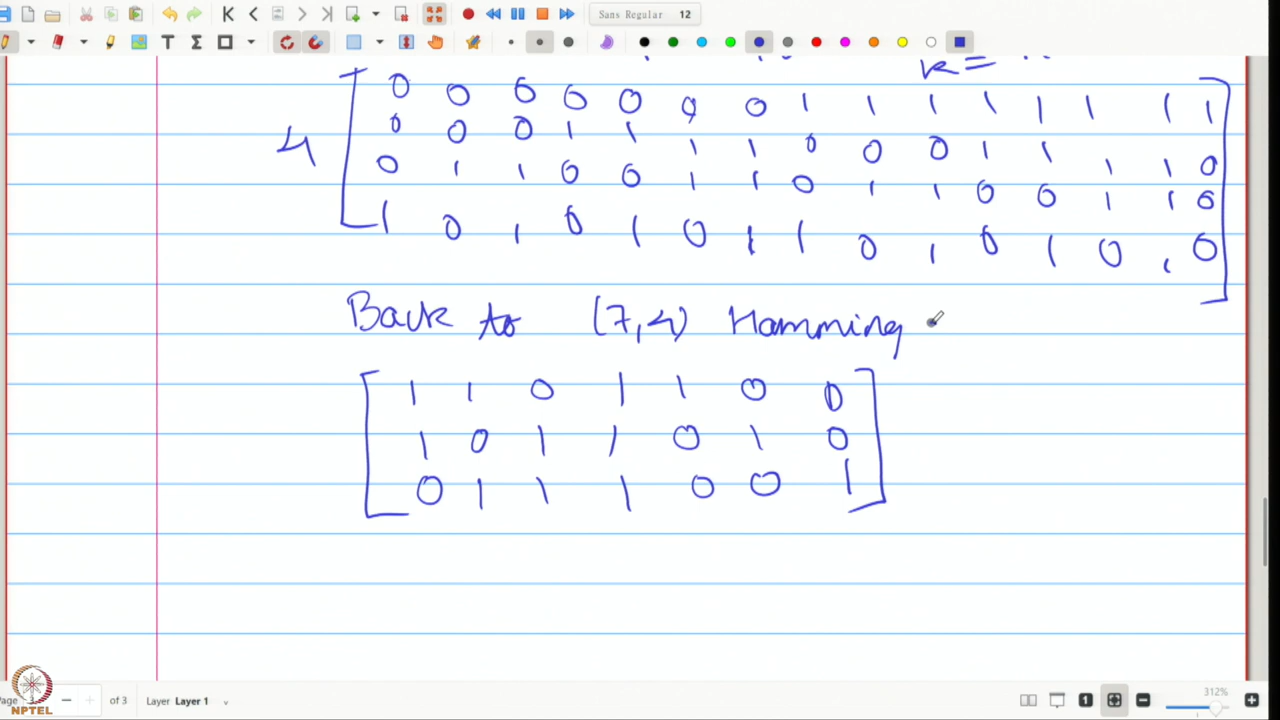 Sans Regular 12
k =
0 0 0 0 0 0 0 1 1 1 1 1 1 1 1
4 0 0 0 1 1 1 1 0 0 0 1 1 1 1 0
0 1 1 0 0 1 1 0 1 1 0 0 1 1 0
1 0 1 0 1 0 1 1 0 1 0 1 0 1 0
Back to (7,4) Hamming
1 1 0 1 1 0 0
1 0 1 1 0 1 0
0 1 1 1 0 0 1
NPTEL
Page of 3 Layer Layer 1 312%